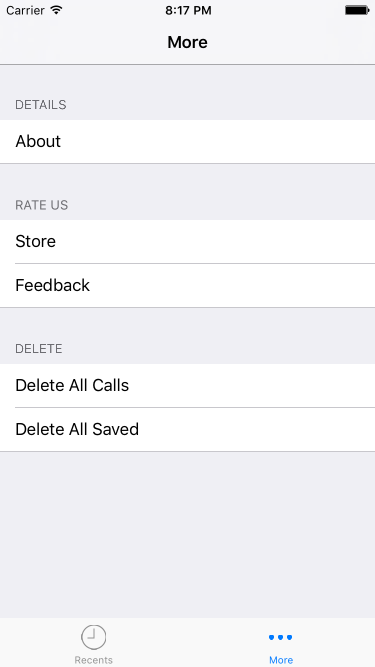 Carrier 8:17 PM
More
DETAILS
About
RATE US
Store
Feedback
DELETE
Delete All Calls
Delete All Saved
Recents More